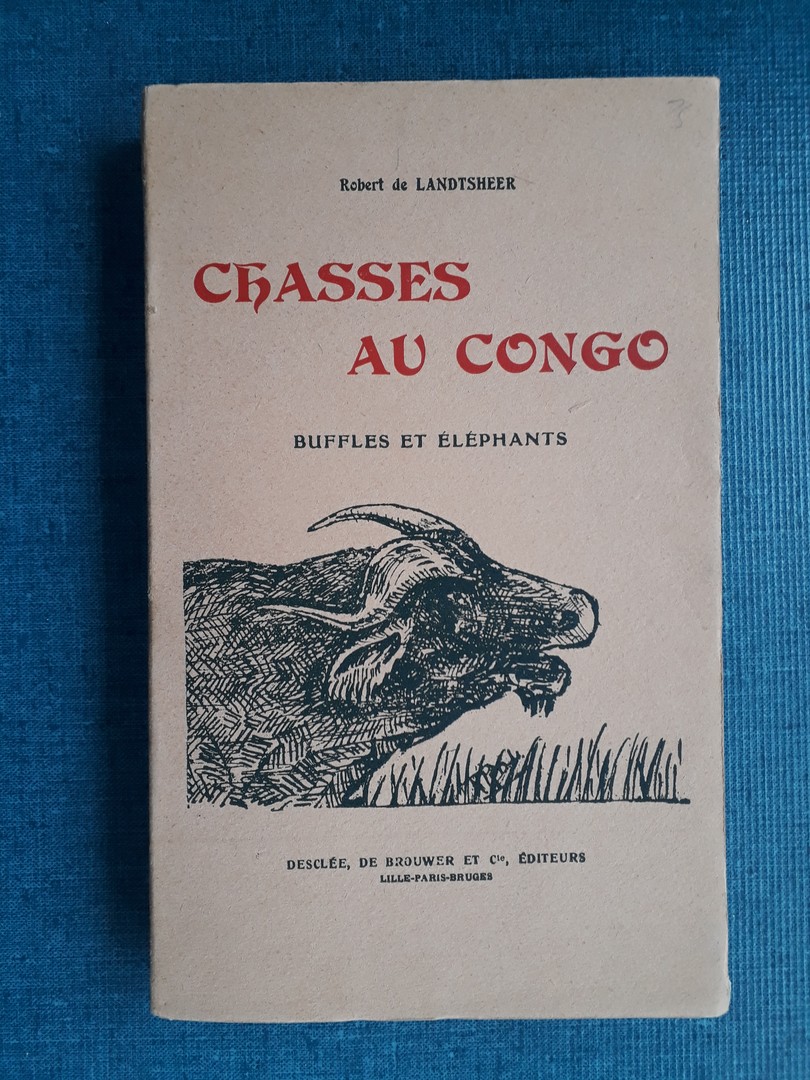 Robert de LANDTSHEER
CHASSES
AU CONGO
BUFFLES ET ÉLÉPHANTS
DESCLÉE, DE BROUWER ET Cie, ÉDITEURS
LILLE-PARIS-BRUGES